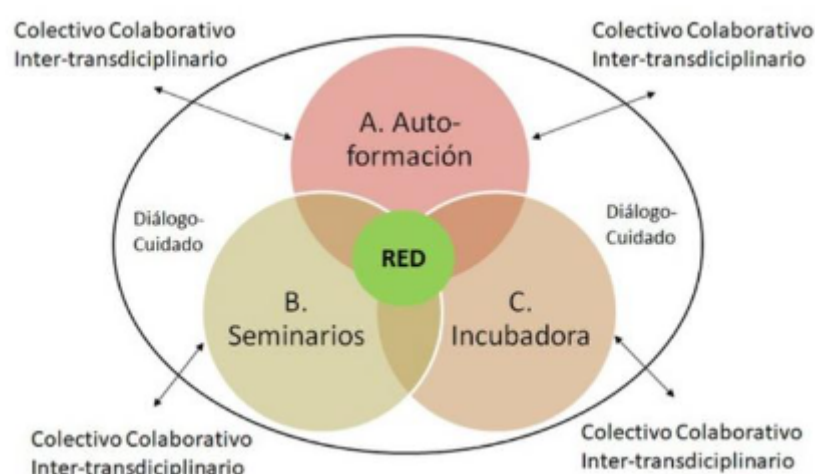 Colectivo Colaborativo
Inter-transdiciplinario
Colectivo Colaborativo
Inter-transdiciplinario
A. Auto-
formación
Diálogo-
Cuidado
Diálogo-
Cuidado
RED
B.
Seminarios
C.
Incubadora
Colectivo Colaborativo
Inter-transdiciplinario
Colectivo Colaborativo
Inter-transdiciplinario